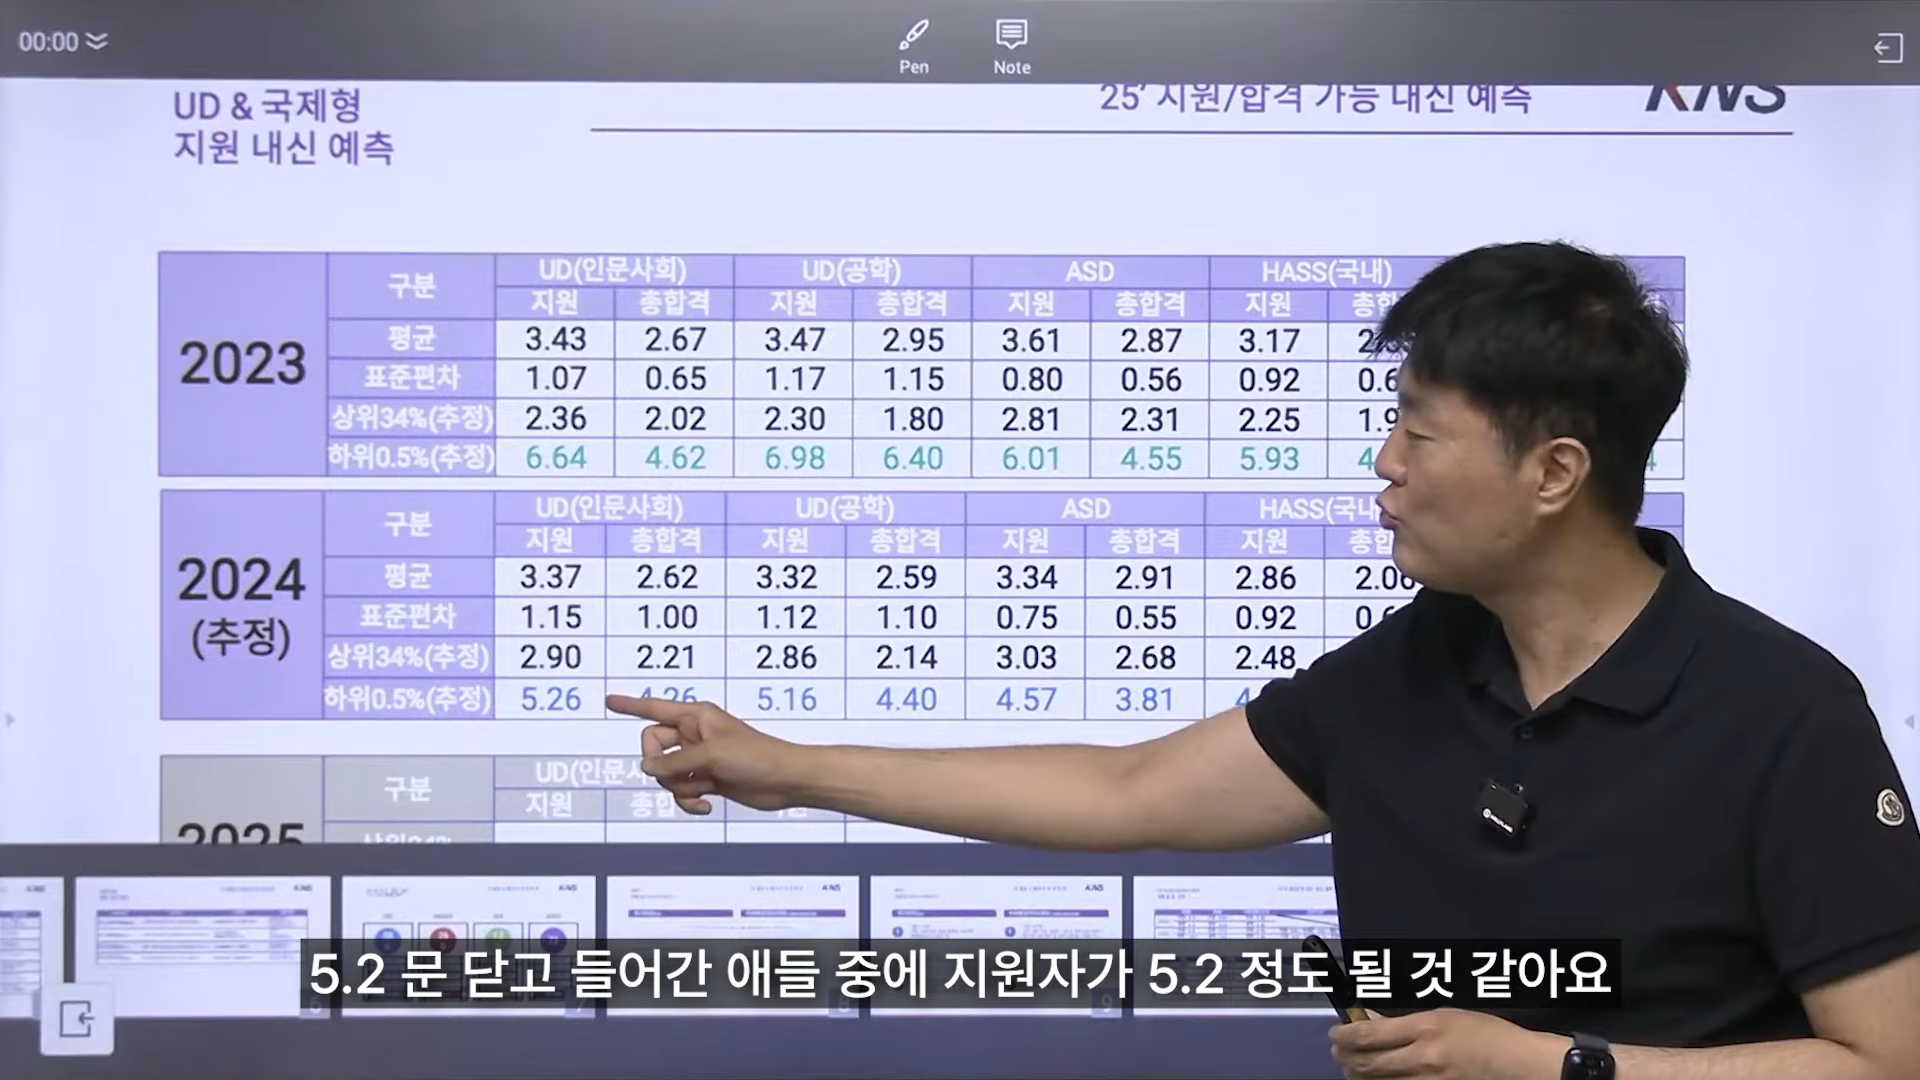 00:00
Pen
Note
UD & 국제형
지원 내신 예측
25' 지원/합격 가능 내신 예측
KNS
2023
구분 UD(인문사회) UD(공학) ASD HASS(국내)
지원 총합격 지원 총합격 지원 총합격 지원
평균 3.43 2.67 3.47 2.95 3.61 2.87 3.17
표준편차 1.07 0.65 1.17 1.15 0.80 0.56 0.92
상위34%(추정) 2.36 2.02 2.30 1.80 2.81 2.31 2.25
하위0.5%(추정) 6.64 4.62 6.98 6.40 6.01 4.55 5.93
2024
(추정)
구분 UD(인문사회) UD(공학) ASD HASS(국내
지원 총합격 지원 총합격 지원 총합격 지원
평균 3.37 2.62 3.32 2.59 3.34 2.91 2.86 2.06
표준편차 1.15 1.00 1.12 1.10 0.75 0.55 0.92
상위34%(추정) 2.90 2.21 2.86 2.14 3.03 2.68 2.48
하위0.5%(추정) 5.26 4.26 5.16 4.40 4.57 3.81
2025
구분 UD(인문사
지원
5.2 문 닫고 들어간 애들 중에 지원자가 5.2 정도 될 것 같아요